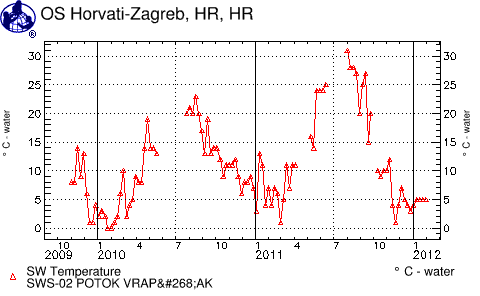 OS Horvati-Zagreb, HR, HR
®
30 30
25 25
20 20
15 15
10 10
5 5
0 0
° C - water
° C - water
10 1 4 7 10 1 4 7 10 1
2009 2010 2011 2012
SW Temperature ° C - water
SWS-02 POTOK VRAP&#268;AK